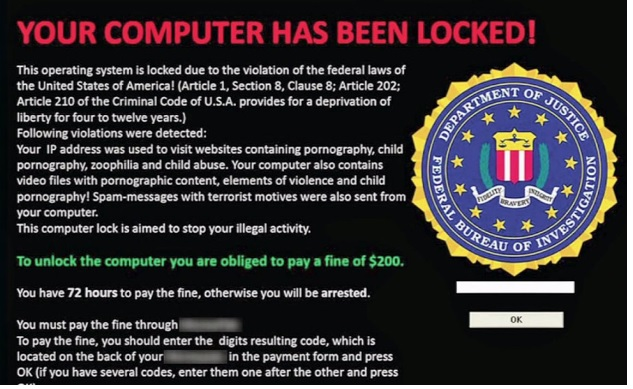 YOUR COMPUTER HAS BEEN LOCKED!
This operating system is locked due to the violation of the federal laws of
the United States of America! (Article 1, Section 8, Clause 8; Article 202;
Article 210 of the Criminal Code of U.S.A. provides for a deprivation of
liberty for four to twelve years.)
Following violations were detected:
Your IP address was used to visit websites containing pornography, child
pornography, zoophilia and child abuse. Your computer also contains
video files with pornographic content, elements of violence and child
pornography! Spam-messages with terrorist motives were also sent from
your computer.
This computer lock is aimed to stop your illegal activity.
To unlock the computer you are obliged to pay a fine of $200.
You have 72 hours to pay the fine, otherwise you will be arrested.
You must pay the fine through
To pay the fine, you should enter the digits resulting code, which is
located on the back of your in the payment form and press
OK (if you have several codes, enter them one after the other and press
OK)
DEPARTMENT OF JUSTICE
FEDERAL BUREAU OF INVESTIGATION
FIDELITY
BRAVERY
INTEGRITY
OK